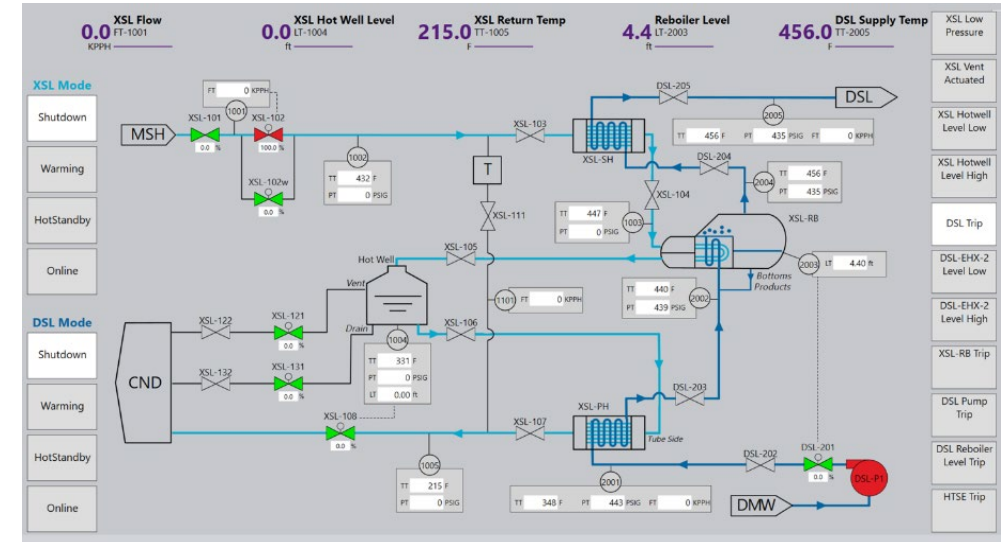 XSL Flow
0.0 FT-1001
KPPH
XSL Hot Well Level
0.0 LT-1004
ft
XSL Return Temp
215.0 TT-1005
F
Reboiler Level
4.4 LT-2003
ft
DSL Supply Temp
456.0 TT-2005
F
XSL Mode
Shutdown
Warming
HotStandby
Online
DSL Mode
Shutdown
Warming
HotStandby
Online
XSL Low
Pressure
XSL Vent
Actuated
XSL Hotwell
Level Low
XSL Hotwell
Level High
DSL Trip
DSL-EHX-2
Level Low
DSL-EHX-2
Level High
XSL-RB Trip
DSL Pump
Trip
DSL Reboiler
Level Trip
HTSE Trip
FT 0 KPPH
1001
MSH
XSL-101
0.0 %
XSL-102
100.0 %
XSL-102w
0.0 %
1002
TT 432 F
PT 0 PSIG
T
XSL-111
XSL-103
XSL-SH
DSL-205
DSL
2005
TT 456 F PT 435 PSIG FT 0 KPPH
DSL-204
2004
TT 456 F
PT 435 PSIG
XSL-104
TT 447 F
PT 0 PSIG
1003
XSL-RB
2003
LT 4.40 ft
Bottoms
Products
TT 440 F
PT 439 PSIG
2002
XSL-105
Hot Well
Vent
Drain
1004
TT 331 F
PT 0 PSIG
LT 0.00 ft
1101
FT 0 KPPH
XSL-106
CND
XSL-122
XSL-121
0.0 %
XSL-132
XSL-131
0.0 %
XSL-108
0.0 %
1005
TT 215 F
PT 0 PSIG
XSL-107
XSL-PH
Tube Side
DSL-203
2001
TT 348 F PT 443 PSIG FT 0 KPPH
DSL-202
DSL-201
0.0 %
DSL-P1
DMW